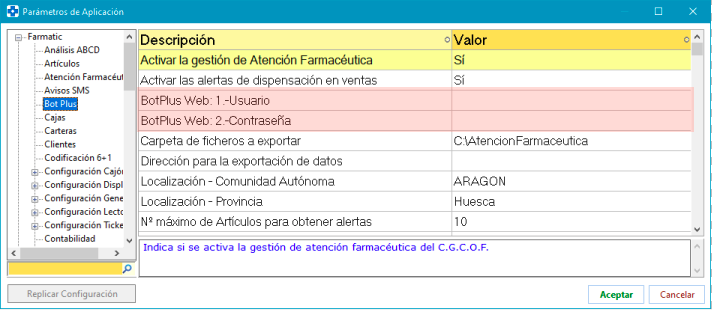 Parámetros de Aplicación
Farmatic
Análisis ABCD
Artículos
Atención Farmacéut
Avisos SMS
Bot Plus
Cajas
Carteras
Clientes
Codificación 6+1
Configuración Cajó
Configuración Displ
Configuración Gene
Configuración Lecto
Configuración Ticke
Contabilidad
Descripción Valor
Activar la gestión de Atención Farmacéutica Sí
Activar las alertas de dispensación en ventas Sí
BotPlus Web: 1.-Usuario
BotPlus Web: 2.-Contraseña
Carpeta de ficheros a exportar C:\AtencionFarmaceutica
Dirección para la exportación de datos
Localización - Comunidad Autónoma ARAGON
Localización - Provincia Huesca
Nº máximo de Artículos para obtener alertas 10
Indica si se activa la gestión de atención farmacéutica del C.G.C.O.F.
Replicar Configuración
Aceptar
Cancelar